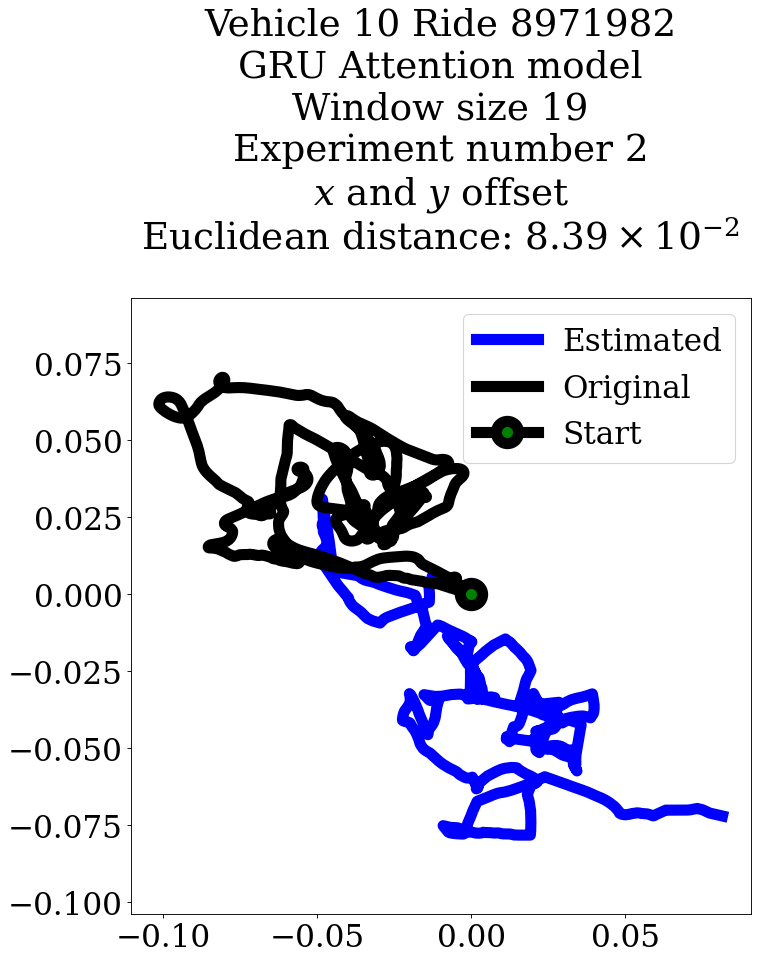 Vehicle 10 Ride 8971982
GRU Attention model
Window size 19
Experiment number 2
x and y offset
Euclidean distance: 8.39 × 10⁻²
Estimated
Original
Start
0.075
0.050
0.025
0.000
−0.025
−0.050
−0.075
−0.100
−0.10 −0.05 0.00 0.05